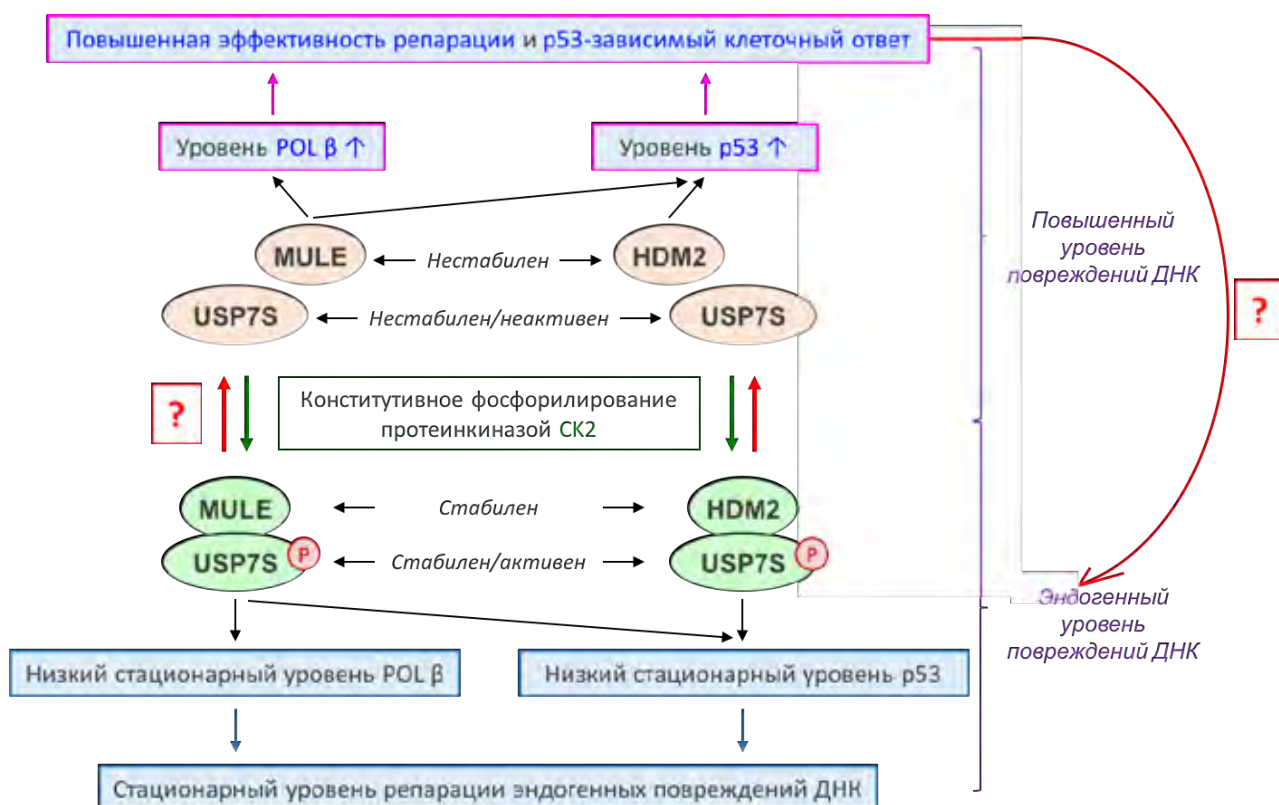 Повышенная эффективность репарации и p53-зависимый клеточный ответ
Уровень POL β ↑
Уровень p53 ↑
MULE
Нестабилен
HDM2
USP7S
Нестабилен/неактивен
USP7S
Повышенный
уровень
повреждений ДНК
?
?
Конститутивное фосфорилирование
протеинкиназой CK2
MULE
Стабилен
HDM2
USP7S
P
Стабилен/активен
USP7S
P
Эндогенный
уровень
повреждений ДНК
Низкий стационарный уровень POL β
Низкий стационарный уровень p53
Стационарный уровень репарации эндогенных повреждений ДНК